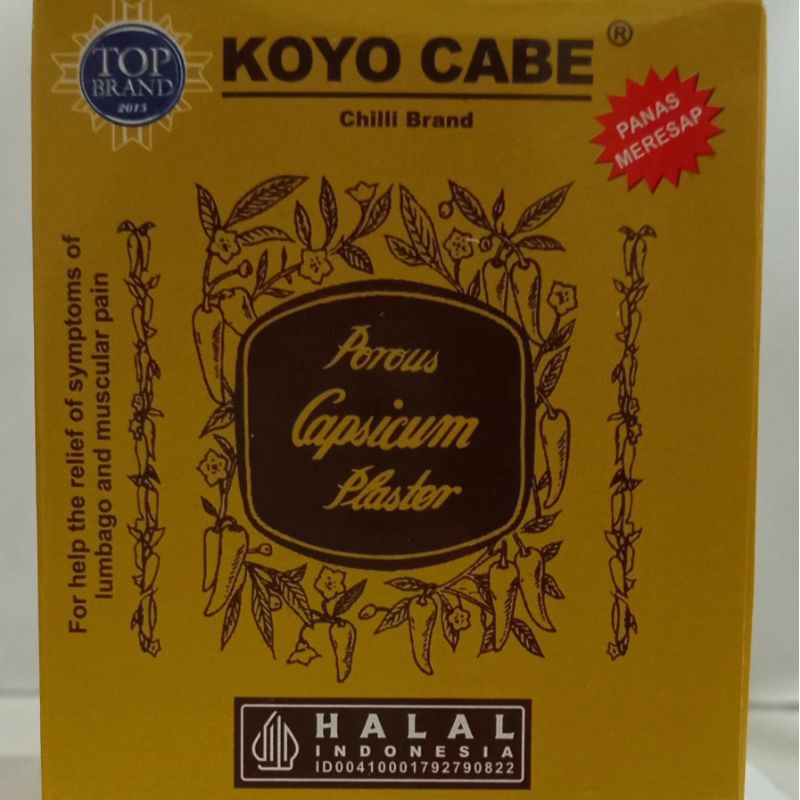 TOP
BRAND
2015
KOYO CABE®
Chilli Brand
PANAS
MERESAP
For help the relief of symptoms of
lumbago and muscular pain
Porous
Capsicum
Plaster
HALAL
INDONESIA
ID00410001792790822